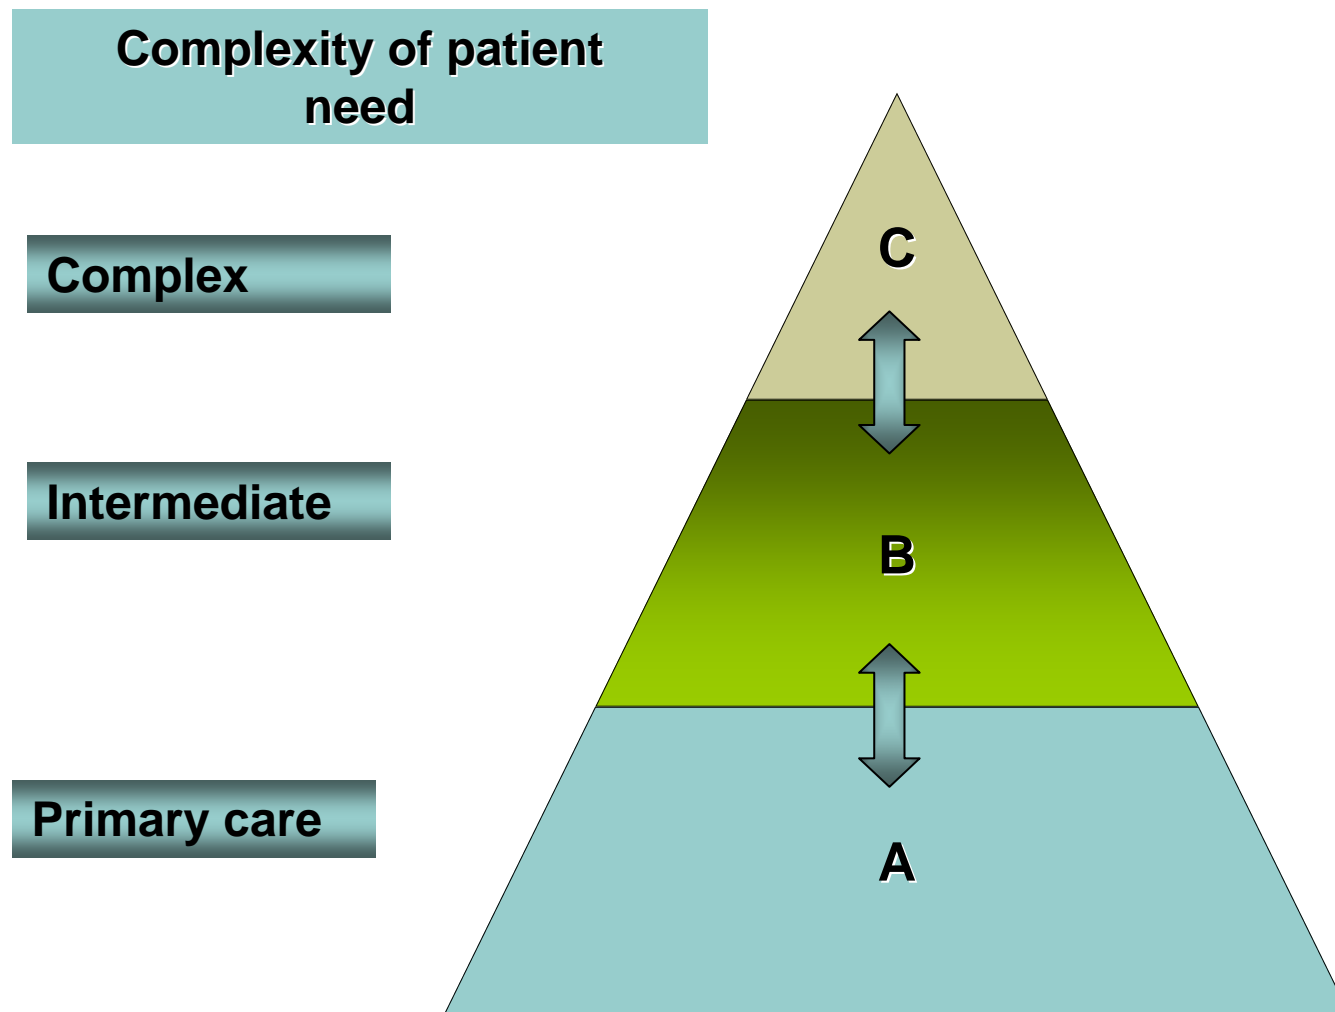 Complexity of patient
need
C
Complex
Intermediate
B
Primary care
A